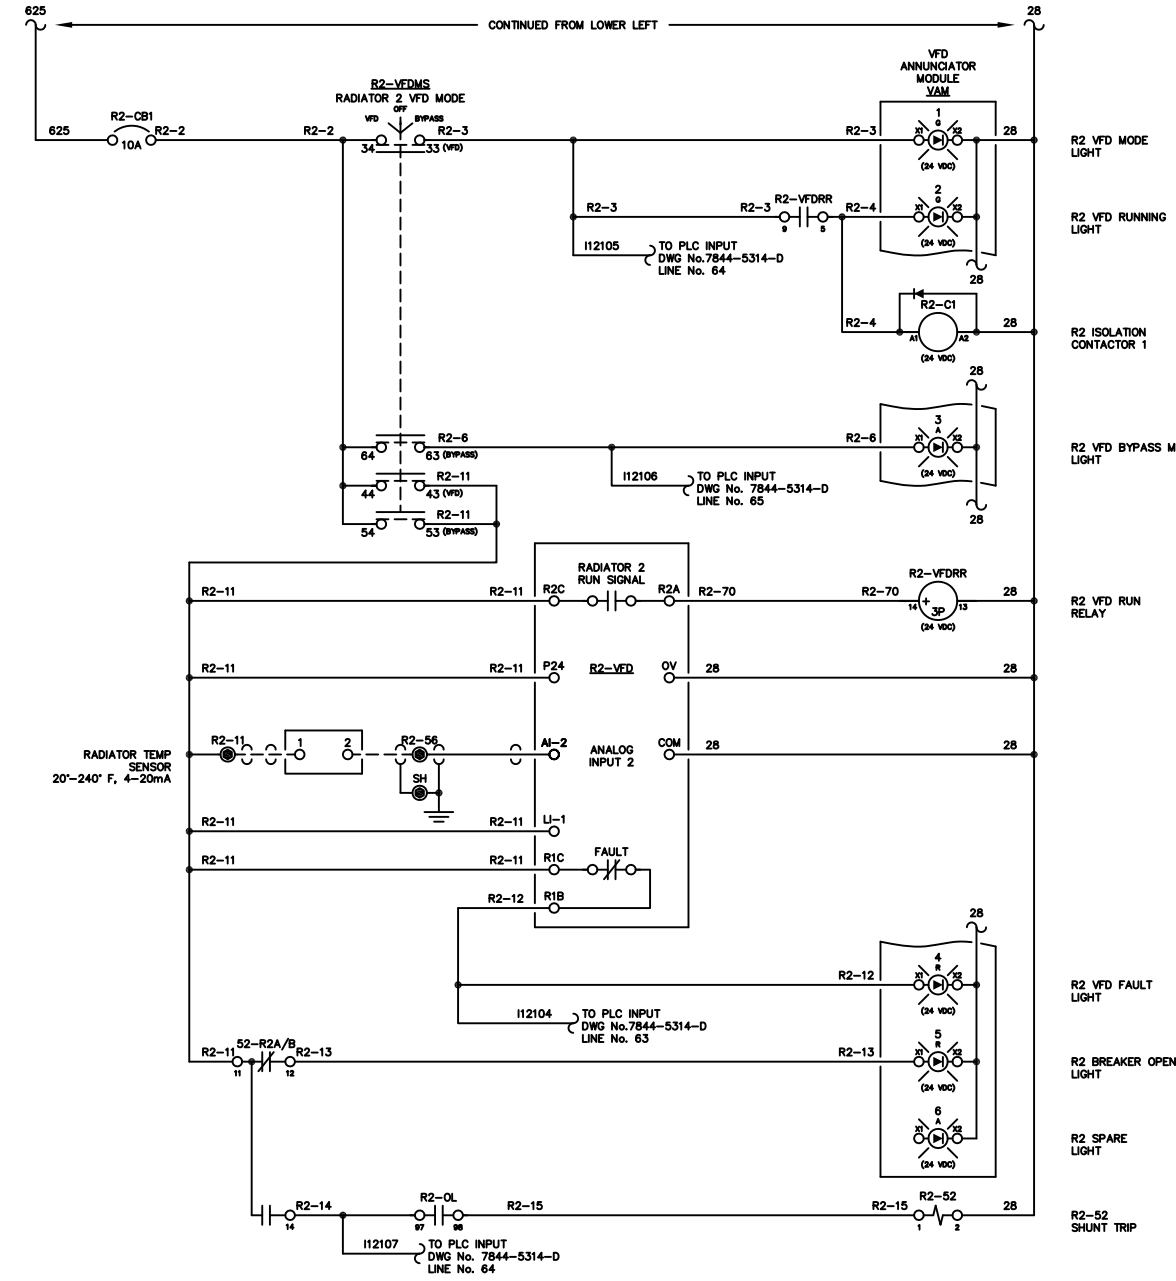 625
28
CONTINUED FROM LOWER LEFT
R2-VFDMS
RADIATOR 2 VFD MODE
OFF
VFD
BYPASS
VFD
ANNUNCIATOR
MODULE
VAM
R2-CB1
625
10A
R2-2
R2-2
34
33 (VFD)
R2-3
R2-3
1
G
X1
X2
(24 VDC)
28
R2 VFD MODE
LIGHT
R2-3
R2-3
R2-VFDRR
9
5
R2-4
2
G
X1
X2
(24 VDC)
R2 VFD RUNNING
LIGHT
I12105
TO PLC INPUT
DWG No.7844-5314-D
LINE No. 64
28
R2-C1
R2-4
A1
A2
(24 VDC)
28
R2 ISOLATION
CONTACTOR 1
28
R2-6
64
63 (BYPASS)
R2-6
3
A
X1
X2
(24 VDC)
R2 VFD BYPASS M
LIGHT
R2-11
44
43 (VFD)
I12106
TO PLC INPUT
DWG No. 7844-5314-D
LINE No. 65
R2-11
54
53 (BYPASS)
28
RADIATOR 2
RUN SIGNAL
R2-11
R2-11
R2C
R2A
R2-70
R2-70
R2-VFDRR
14
+
3P
13
(24 VDC)
28
R2 VFD RUN
RELAY
R2-11
R2-11
P24
R2-VFD
OV
28
28
RADIATOR TEMP
SENSOR
20°-240° F, 4-20mA
R2-11
1
2
R2-56
AI-2
ANALOG
INPUT 2
COM
28
28
SH
R2-11
R2-11
LI-1
R2-11
R2-11
R1C
FAULT
R2-12
R1B
28
R2-12
4
R
X1
X2
(24 VDC)
R2 VFD FAULT
LIGHT
I12104
TO PLC INPUT
DWG No.7844-5314-D
LINE No. 63
R2-11
52-R2A/B
11
12
R2-13
R2-13
5
R
X1
X2
(24 VDC)
R2 BREAKER OPEN
LIGHT
6
A
X1
X2
(24 VDC)
R2 SPARE
LIGHT
14
R2-14
R2-OL
97
98
R2-15
R2-15
R2-52
1
2
28
R2-52
SHUNT TRIP
I12107
TO PLC INPUT
DWG No. 7844-5314-D
LINE No. 64